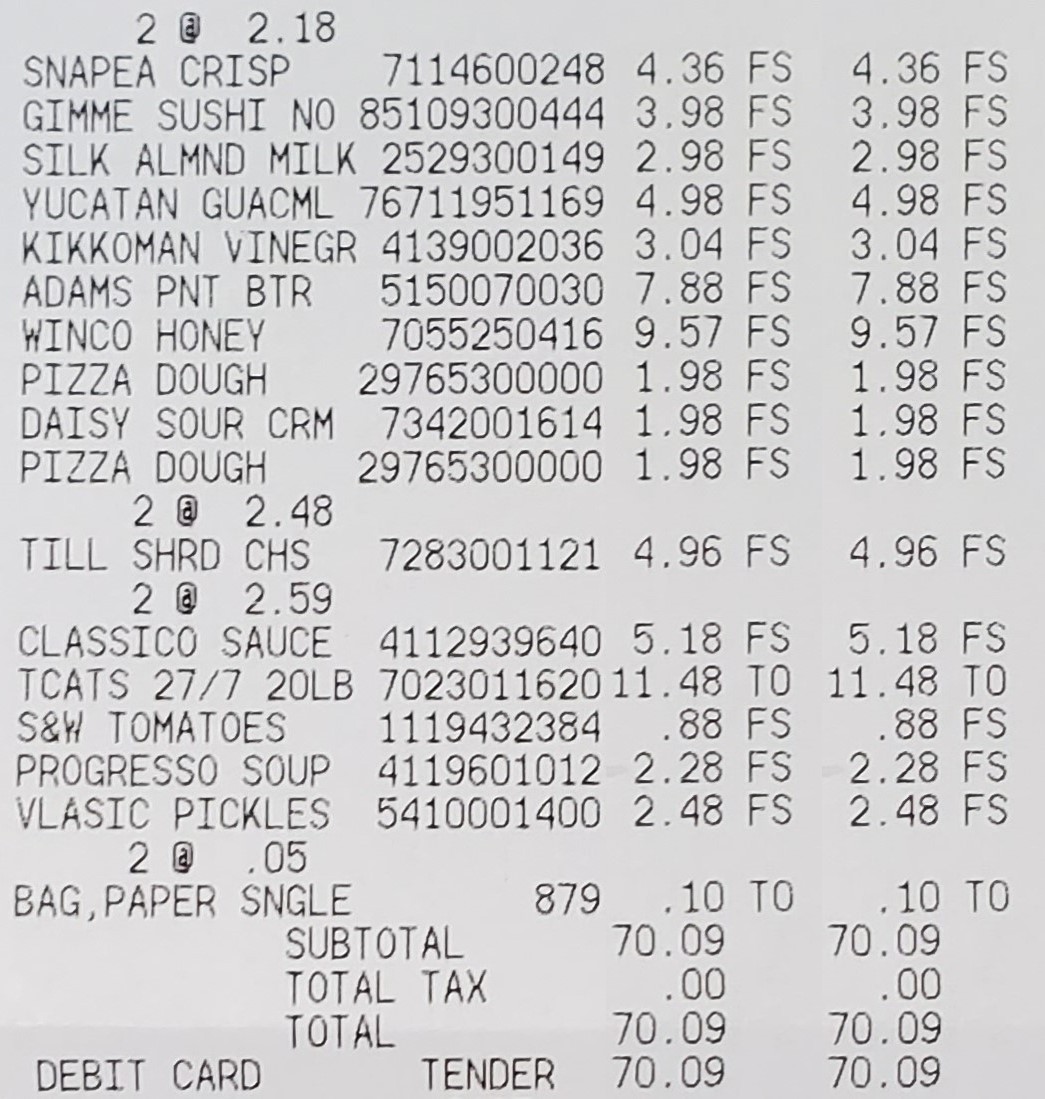 2 @ 2.18
SNAPEA CRISP 7114600248 4.36 FS 4.36 FS
GIMME SUSHI NO 85109300444 3.98 FS 3.98 FS
SILK ALMND MILK 2529300149 2.98 FS 2.98 FS
YUCATAN GUACML 76711951169 4.98 FS 4.98 FS
KIKKOMAN VINEGR 4139002036 3.04 FS 3.04 FS
ADAMS PNT BTR 5150070030 7.88 FS 7.88 FS
WINCO HONEY 7055250416 9.57 FS 9.57 FS
PIZZA DOUGH 29765300000 1.98 FS 1.98 FS
DAISY SOUR CRM 7342001614 1.98 FS 1.98 FS
PIZZA DOUGH 29765300000 1.98 FS 1.98 FS
2 @ 2.48
TILL SHRD CHS 7283001121 4.96 FS 4.96 FS
2 @ 2.59
CLASSICO SAUCE 4112939640 5.18 FS 5.18 FS
TCATS 27/7 20LB 7023011620 11.48 TO 11.48 TO
S&W TOMATOES 1119432384 .88 FS .88 FS
PROGRESSO SOUP 4119601012 2.28 FS 2.28 FS
VLASIC PICKLES 5410001400 2.48 FS 2.48 FS
2 @ .05
BAG,PAPER SNGLE 879 .10 TO .10 TO
SUBTOTAL 70.09 70.09
TOTAL TAX .00 .00
TOTAL 70.09 70.09
DEBIT CARD TENDER 70.09 70.09